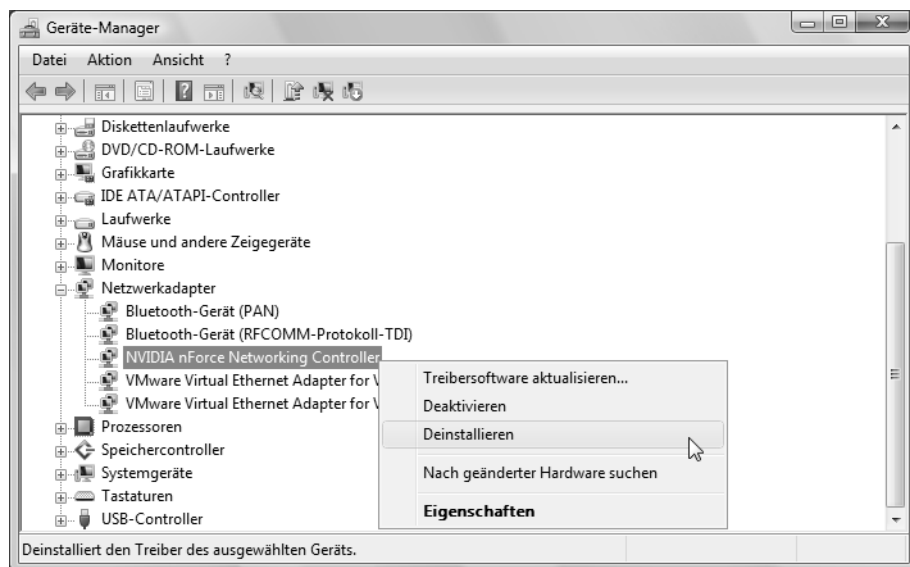 Geräte-Manager
Datei Aktion Ansicht ?
Diskettenlaufwerke
DVD/CD-ROM-Laufwerke
Grafikkarte
IDE ATA/ATAPI-Controller
Laufwerke
Mäuse und andere Zeigegeräte
Monitore
Netzwerkadapter
Bluetooth-Gerät (PAN)
Bluetooth-Gerät (RFCOMM-Protokoll-TDI)
NVIDIA nForce Networking Controller
VMware Virtual Ethernet Adapter for
VMware Virtual Ethernet Adapter for
Prozessoren
Speichercontroller
Systemgeräte
Tastaturen
USB-Controller
Treibersoftware aktualisieren...
Deaktivieren
Deinstallieren
Nach geänderter Hardware suchen
Eigenschaften
Deinstalliert den Treiber des ausgewählten Geräts.